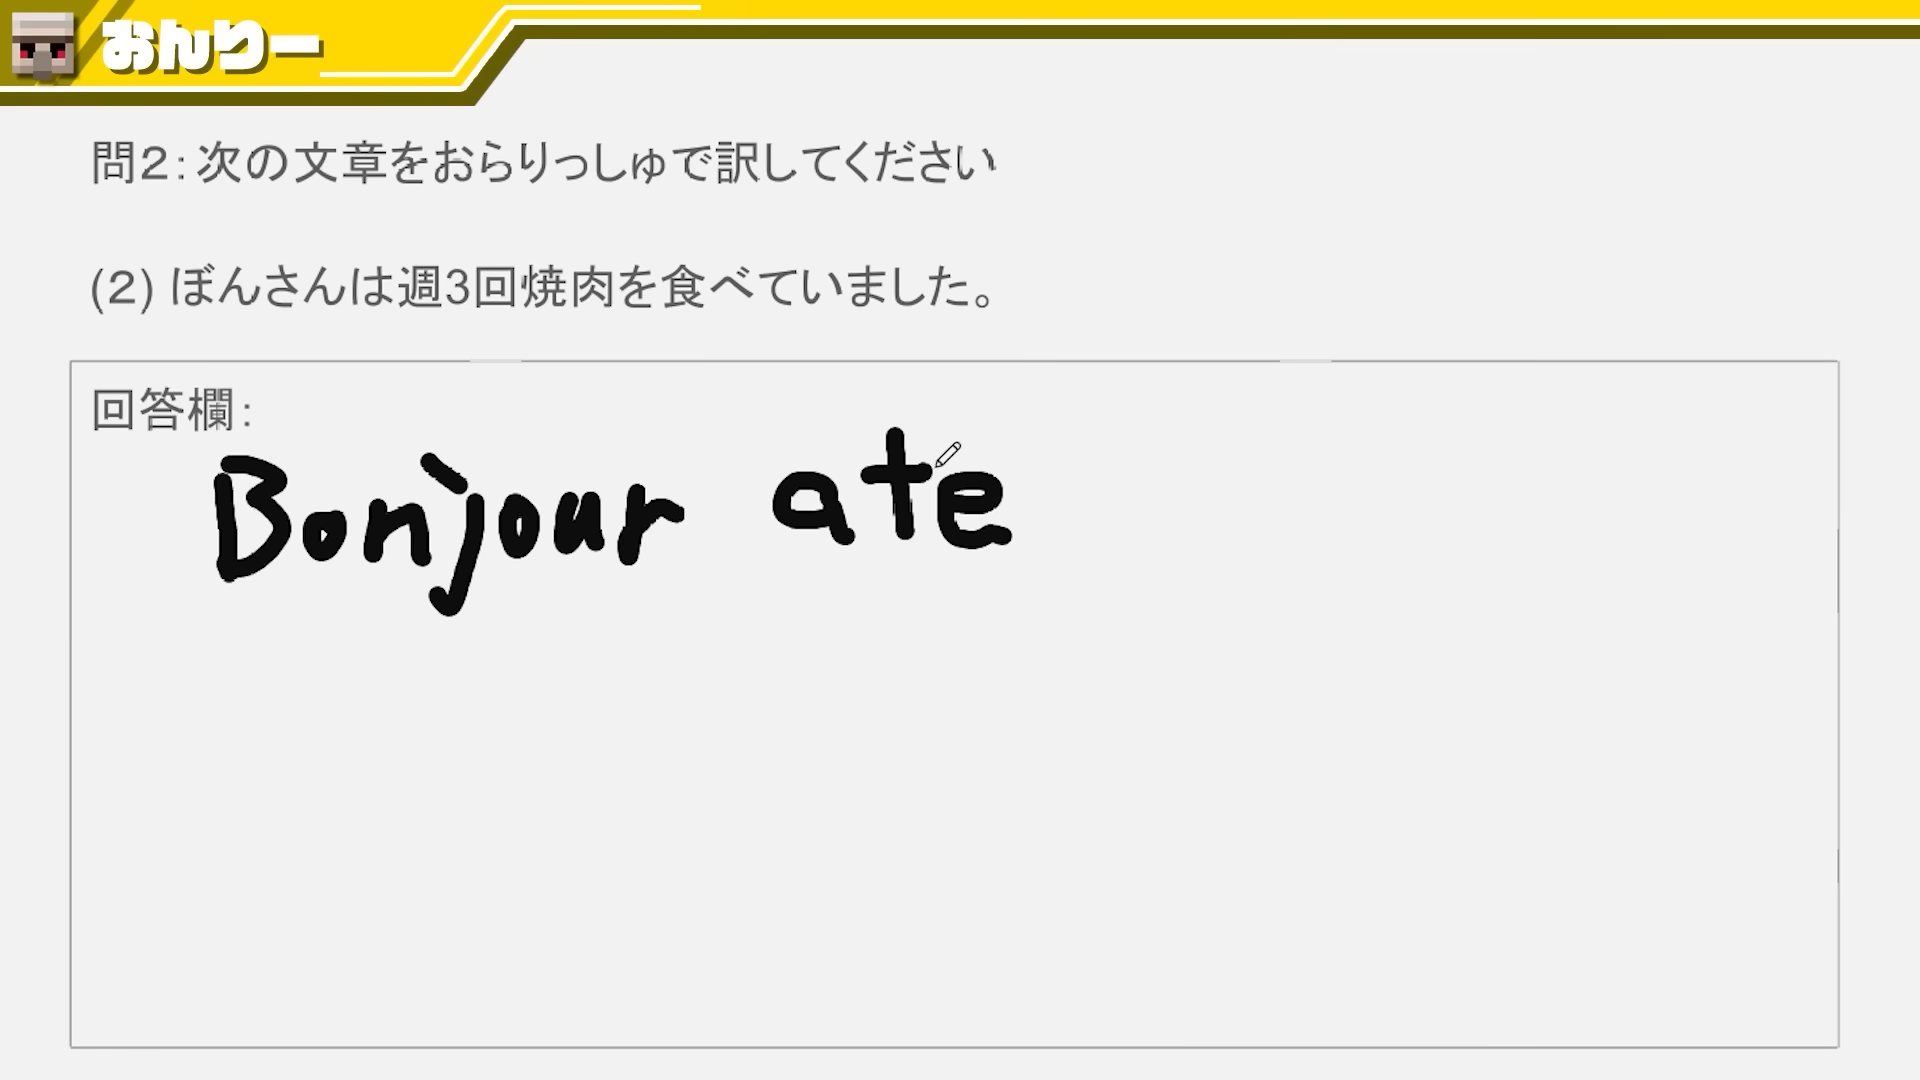 おんりー
問2:次の文章をおらりっしゅで訳してください
(2) ぼんさんは週3回焼肉を食べていました。
回答欄:
Bonjour ate